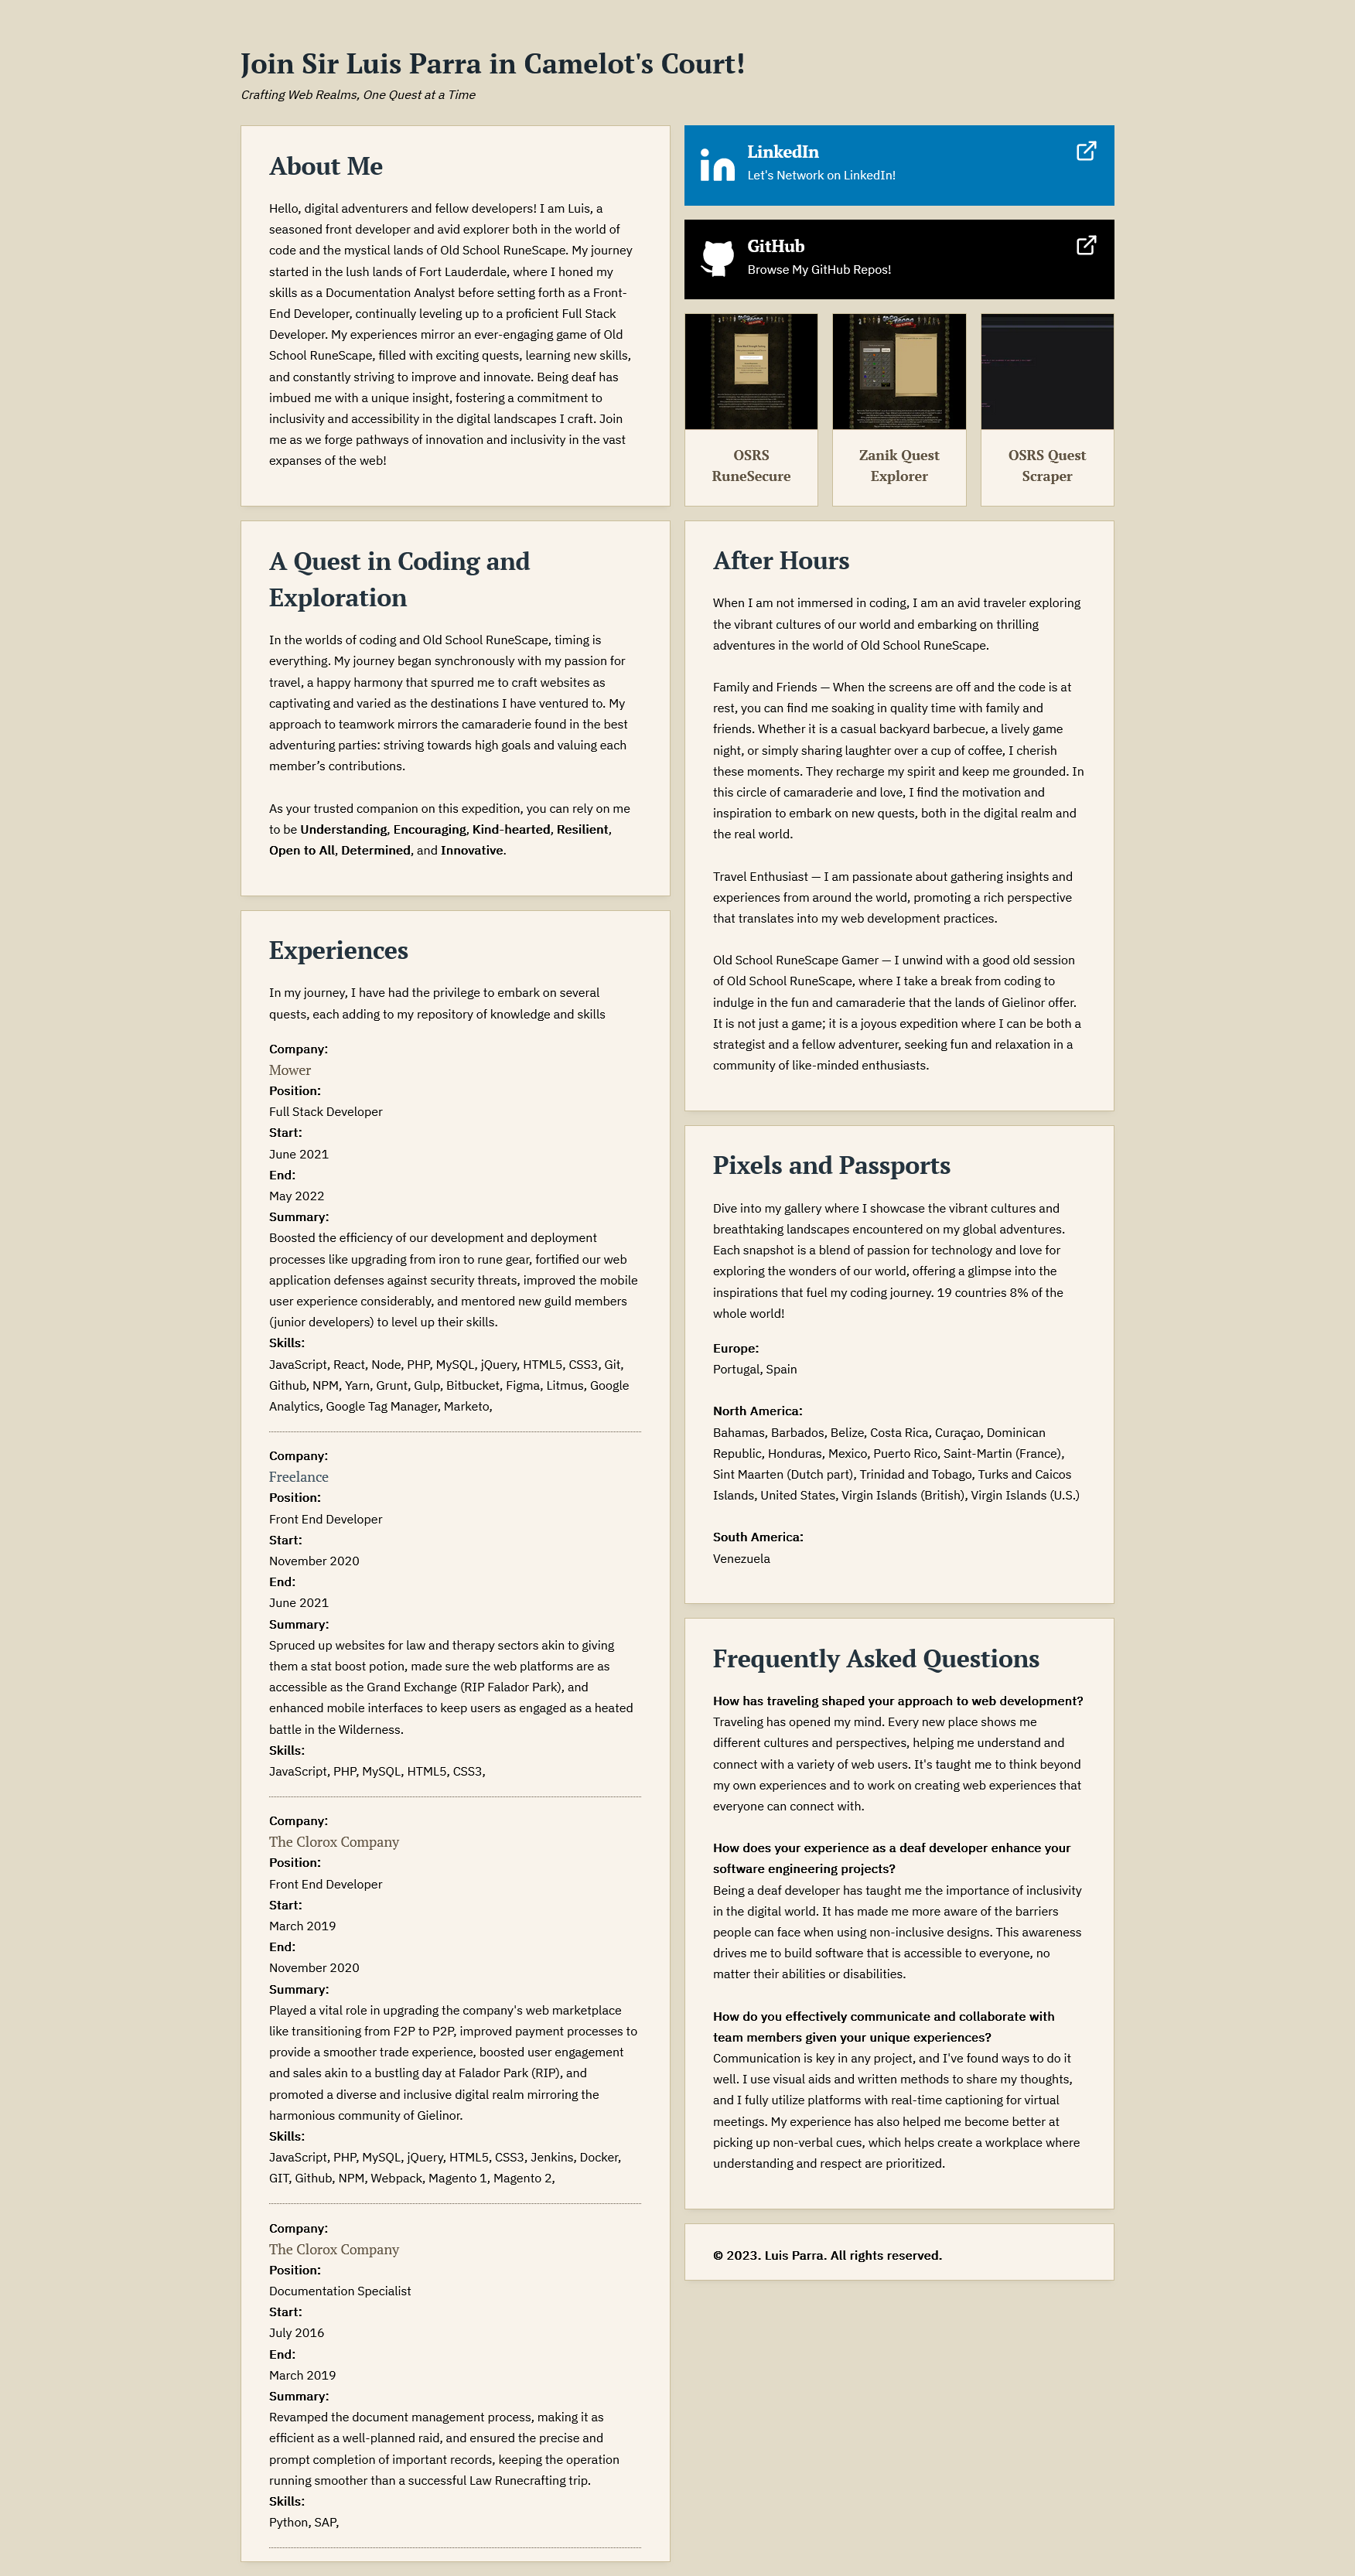 Join Sir Luis Parra in Camelot's Court!
Crafting Web Realms, One Quest at a Time
About Me
Hello, digital adventurers and fellow developers! I am Luis, a
seasoned front developer and avid explorer both in the world of
code and the mystical lands of Old School RuneScape. My journey
started in the lush lands of Fort Lauderdale, where I honed my
skills as a Documentation Analyst before setting forth as a Front-
End Developer, continually leveling up to a proficient Full Stack
Developer. My experiences mirror an ever-engaging game of Old
School RuneScape, filled with exciting quests, learning new skills,
and constantly striving to improve and innovate. Being deaf has
imbued me with a unique insight, fostering a commitment to
inclusivity and accessibility in the digital landscapes I craft. Join
me as we forge pathways of innovation and inclusivity in the vast
expanses of the web!
LinkedIn
Let's Network on LinkedIn!
GitHub
Browse My GitHub Repos!
OSRS
RuneSecure
Zanik Quest
Explorer
OSRS Quest
Scraper
A Quest in Coding and
Exploration
In the worlds of coding and Old School RuneScape, timing is
everything. My journey began synchronously with my passion for
travel, a happy harmony that spurred me to craft websites as
captivating and varied as the destinations I have ventured to. My
approach to teamwork mirrors the camaraderie found in the best
adventuring parties: striving towards high goals and valuing each
member’s contributions.
As your trusted companion on this expedition, you can rely on me
to be Understanding, Encouraging, Kind-hearted, Resilient,
Open to All, Determined, and Innovative.
Experiences
In my journey, I have had the privilege to embark on several
quests, each adding to my repository of knowledge and skills
Company:
Mower
Position:
Full Stack Developer
Start:
June 2021
End:
May 2022
Summary:
Boosted the efficiency of our development and deployment
processes like upgrading from iron to rune gear, fortified our web
application defenses against security threats, improved the mobile
user experience considerably, and mentored new guild members
(junior developers) to level up their skills.
Skills:
JavaScript, React, Node, PHP, MySQL, jQuery, HTML5, CSS3, Git,
Github, NPM, Yarn, Grunt, Gulp, Bitbucket, Figma, Litmus, Google
Analytics, Google Tag Manager, Marketo,
Company:
Freelance
Position:
Front End Developer
Start:
November 2020
End:
June 2021
Summary:
Spruced up websites for law and therapy sectors akin to giving
them a stat boost potion, made sure the web platforms are as
accessible as the Grand Exchange (RIP Falador Park), and
enhanced mobile interfaces to keep users as engaged as a heated
battle in the Wilderness.
Skills:
JavaScript, PHP, MySQL, HTML5, CSS3,
Company:
The Clorox Company
Position:
Front End Developer
Start:
March 2019
End:
November 2020
Summary:
Played a vital role in upgrading the company's web marketplace
like transitioning from F2P to P2P, improved payment processes to
provide a smoother trade experience, boosted user engagement
and sales akin to a bustling day at Falador Park (RIP), and
promoted a diverse and inclusive digital realm mirroring the
harmonious community of Gielinor.
Skills:
JavaScript, PHP, MySQL, jQuery, HTML5, CSS3, Jenkins, Docker,
GIT, Github, NPM, Webpack, Magento 1, Magento 2,
Company:
The Clorox Company
Position:
Documentation Specialist
Start:
July 2016
End:
March 2019
Summary:
Revamped the document management process, making it as
efficient as a well-planned raid, and ensured the precise and
prompt completion of important records, keeping the operation
running smoother than a successful Law Runecrafting trip.
Skills:
Python, SAP,
After Hours
When I am not immersed in coding, I am an avid traveler exploring
the vibrant cultures of our world and embarking on thrilling
adventures in the world of Old School RuneScape.
Family and Friends — When the screens are off and the code is at
rest, you can find me soaking in quality time with family and
friends. Whether it is a casual backyard barbecue, a lively game
night, or simply sharing laughter over a cup of coffee, I cherish
these moments. They recharge my spirit and keep me grounded. In
this circle of camaraderie and love, I find the motivation and
inspiration to embark on new quests, both in the digital realm and
the real world.
Travel Enthusiast — I am passionate about gathering insights and
experiences from around the world, promoting a rich perspective
that translates into my web development practices.
Old School RuneScape Gamer — I unwind with a good old session
of Old School RuneScape, where I take a break from coding to
indulge in the fun and camaraderie that the lands of Gielinor offer.
It is not just a game; it is a joyous expedition where I can be both a
strategist and a fellow adventurer, seeking fun and relaxation in a
community of like-minded enthusiasts.
Pixels and Passports
Dive into my gallery where I showcase the vibrant cultures and
breathtaking landscapes encountered on my global adventures.
Each snapshot is a blend of passion for technology and love for
exploring the wonders of our world, offering a glimpse into the
inspirations that fuel my coding journey. 19 countries 8% of the
whole world!
Europe:
Portugal, Spain
North America:
Bahamas, Barbados, Belize, Costa Rica, Curaçao, Dominican
Republic, Honduras, Mexico, Puerto Rico, Saint-Martin (France),
Sint Maarten (Dutch part), Trinidad and Tobago, Turks and Caicos
Islands, United States, Virgin Islands (British), Virgin Islands (U.S.)
South America:
Venezuela
Frequently Asked Questions
How has traveling shaped your approach to web development?
Traveling has opened my mind. Every new place shows me
different cultures and perspectives, helping me understand and
connect with a variety of web users. It's taught me to think beyond
my own experiences and to work on creating web experiences that
everyone can connect with.
How does your experience as a deaf developer enhance your
software engineering projects?
Being a deaf developer has taught me the importance of inclusivity
in the digital world. It has made me more aware of the barriers
people can face when using non-inclusive designs. This awareness
drives me to build software that is accessible to everyone, no
matter their abilities or disabilities.
How do you effectively communicate and collaborate with
team members given your unique experiences?
Communication is key in any project, and I've found ways to do it
well. I use visual aids and written methods to share my thoughts,
and I fully utilize platforms with real-time captioning for virtual
meetings. My experience has also helped me become better at
picking up non-verbal cues, which helps create a workplace where
understanding and respect are prioritized.
© 2023. Luis Parra. All rights reserved.